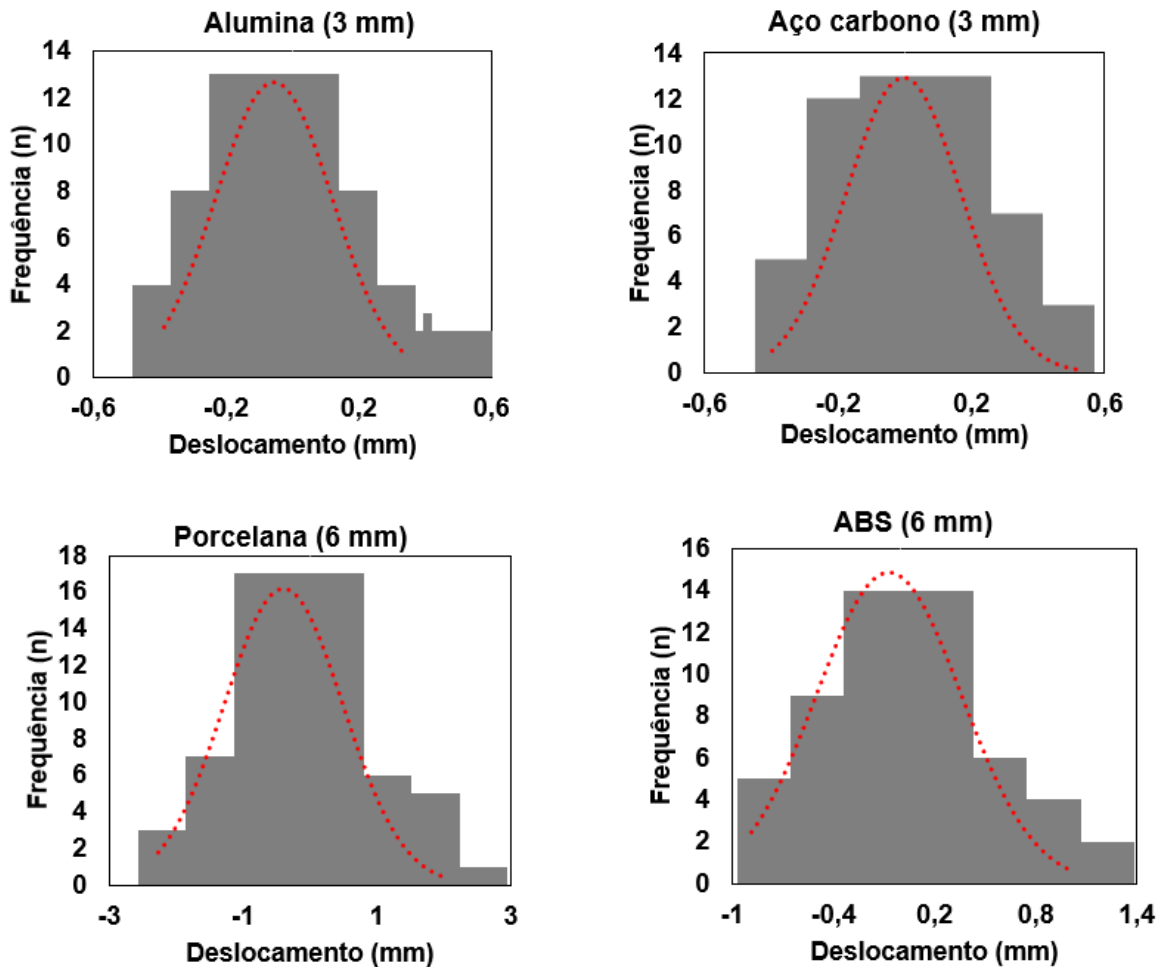 Alumina (3 mm)
Frequência (n)
14
12
10
8
6
4
2
0
-0,6 -0,2 0,2 0,6
Deslocamento (mm)
Aço carbono (3 mm)
Frequência (n)
14
12
10
8
6
4
2
0
-0,6 -0,2 0,2 0,6
Deslocamento (mm)
Porcelana (6 mm)
Frequência (n)
18
16
14
12
10
8
6
4
2
0
-3 -1 1 3
Deslocamento (mm)
ABS (6 mm)
Frequência (n)
16
14
12
10
8
6
4
2
0
-1 -0,4 0,2 0,8 1,4
Deslocamento (mm)